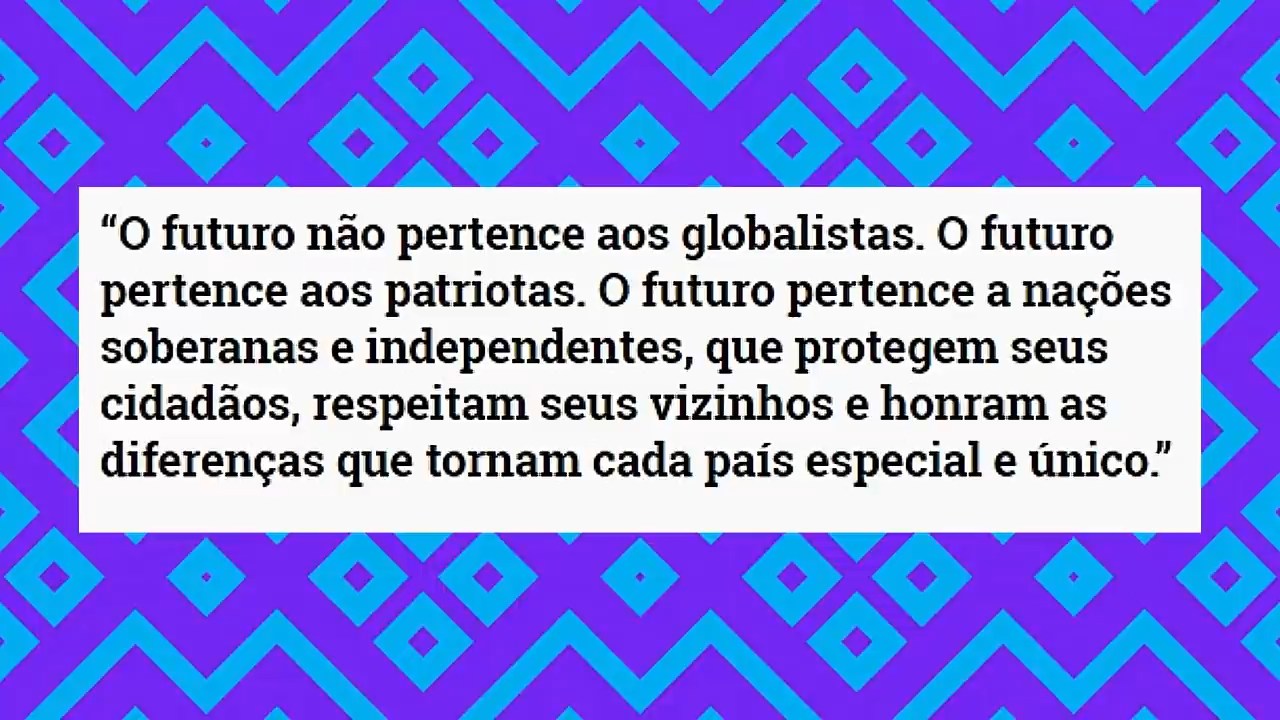 “O futuro não pertence aos globalistas. O futuro
pertence aos patriotas. O futuro pertence a nações
soberanas e independentes, que protegem seus
cidadãos, respeitam seus vizinhos e honram as
diferenças que tornam cada país especial e único.”